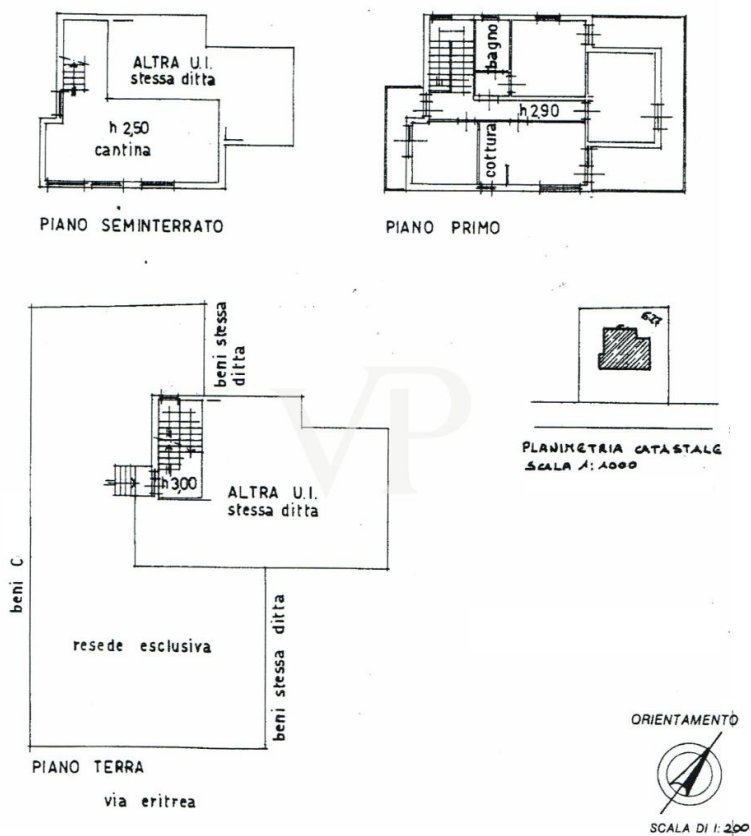 ALTRA U.I.
stessa ditta
h 2,50
cantina
PIANO SEMINTERRATO
bagno
h 2,90
cottura
PIANO PRIMO
beni stessa
ditta
h 3,00
ALTRA U.I.
stessa ditta
beni C
resede esclusiva
beni stessa ditta
PIANO TERRA
via eritrea
627
PLANIMETRIA CATASTALE
SCALA 1:1000
VP
ORIENTAMENTO
SCALA DI 1:200